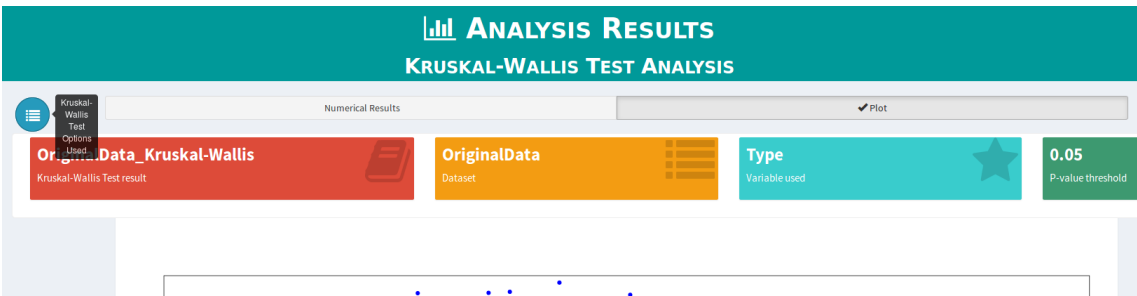 ANALYSIS RESULTS
KRUSKAL-WALLIS TEST ANALYSIS
Kruskal-
Wallis
Test
Options
Used
Numerical Results
Plot
OriginalData_Kruskal-Wallis
Kruskal-Wallis Test result
OriginalData
Dataset
Type
Variable used
0.05
P-value threshold